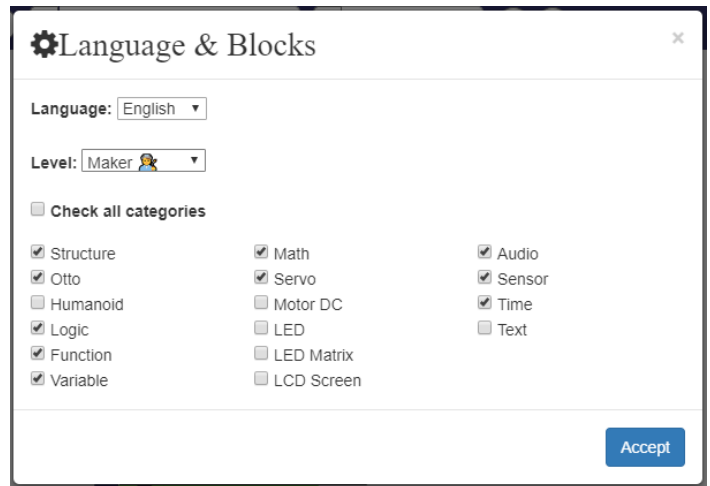 Language & Blocks ×
Language: English
Level: Maker
Check all categories
Structure Math Audio
Otto Servo Sensor
Humanoid Motor DC Time
Logic LED Text
Function LED Matrix
Variable LCD Screen
Accept